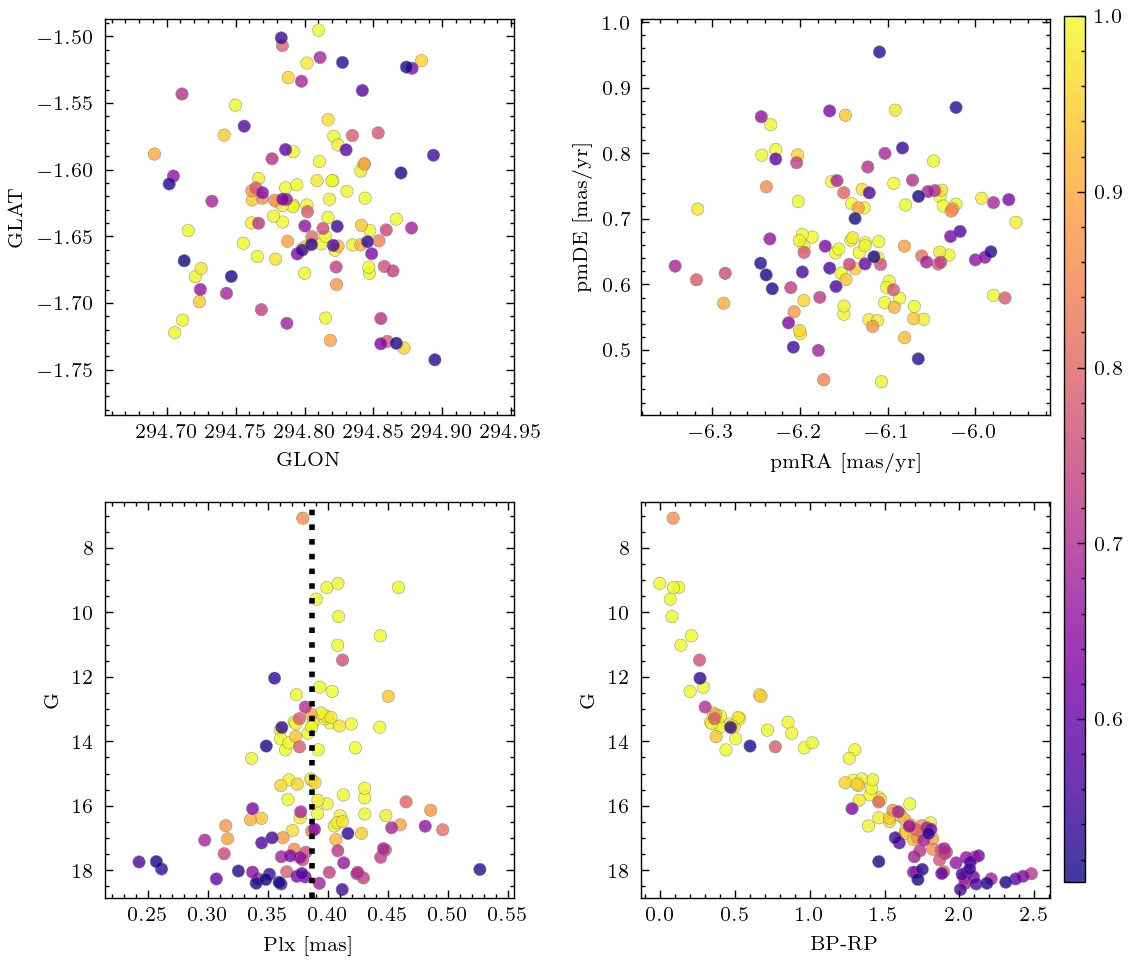 −1.50
−1.55
−1.60
−1.65
−1.70
−1.75
GLAT
294.70 294.75 294.80 294.85 294.90 294.95
GLON
1.0
0.9
0.8
0.7
0.6
0.5
pmDE [mas/yr]
−6.3 −6.2 −6.1 −6.0
pmRA [mas/yr]
1.0
0.9
0.8
0.7
0.6
8
10
12
14
16
18
G
0.25 0.30 0.35 0.40 0.45 0.50 0.55
Plx [mas]
8
10
12
14
16
18
G
0.0 0.5 1.0 1.5 2.0 2.5
BP-RP